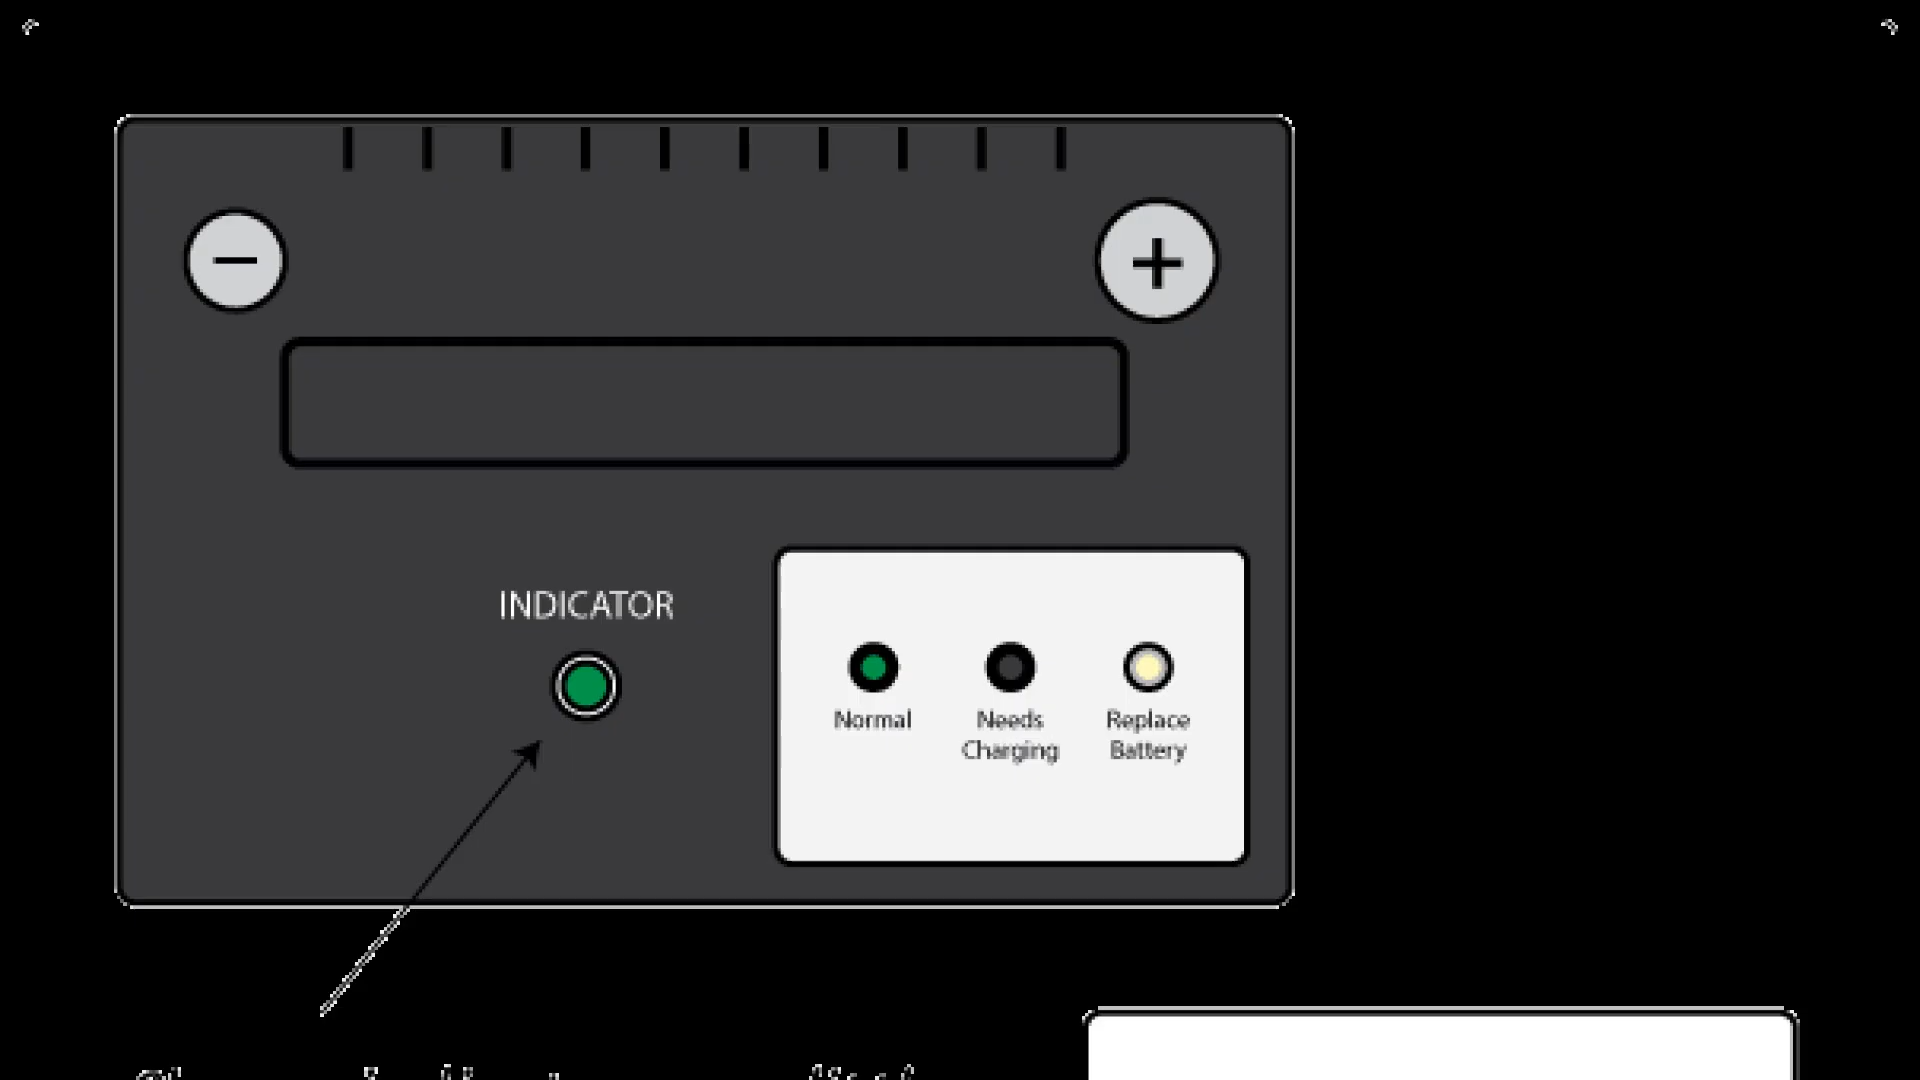 −
+
INDICATOR
Normal
Needs
Charging
Replace
Battery